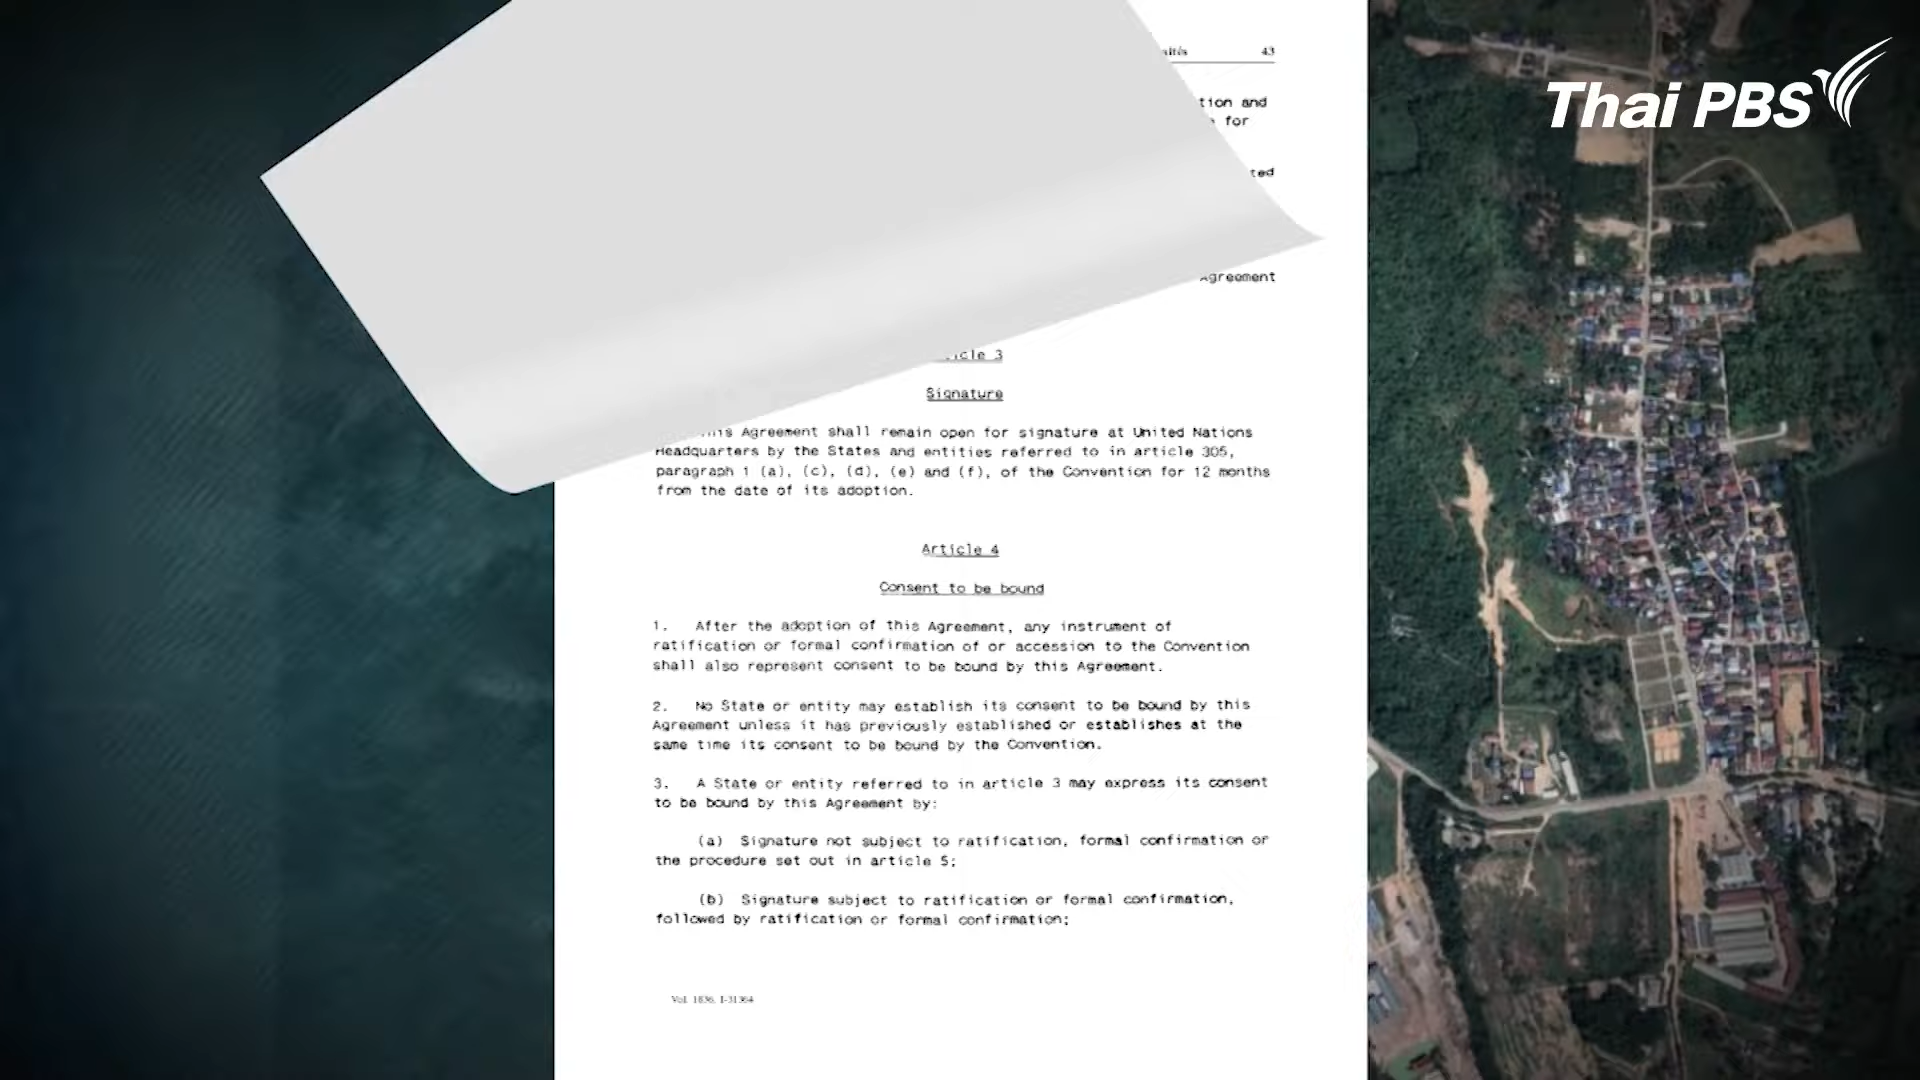 43
Thai PBS
tion and
for
Agreement
Article 3
Signature
This Agreement shall remain open for signature at United Nations
Headquarters by the States and entities referred to in article 305,
paragraph 1 (a), (c), (d), (e) and (f), of the Convention for 12 months
from the date of its adoption.
Article 4
Consent to be bound
1. After the adoption of this Agreement, any instrument of
ratification or formal confirmation of or accession to the Convention
shall also represent consent to be bound by this Agreement.
2. No State or entity may establish its consent to be bound by this
Agreement unless it has previously established or establishes at the
same time its consent to be bound by the Convention.
3. A State or entity referred to in article 3 may express its consent
to be bound by this Agreement by:
(a) Signature not subject to ratification, formal confirmation or
the procedure set out in article 5;
(b) Signature subject to ratification or formal confirmation,
followed by ratification or formal confirmation;
Vol. 1836, I-31364